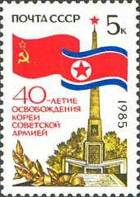 ПОЧТА СССР
5к
40-ЛЕТИЕ
ОСВОБОЖДЕНИЯ
КОРЕИ
СОВЕТСКОЙ
АРМИЕЙ
1985